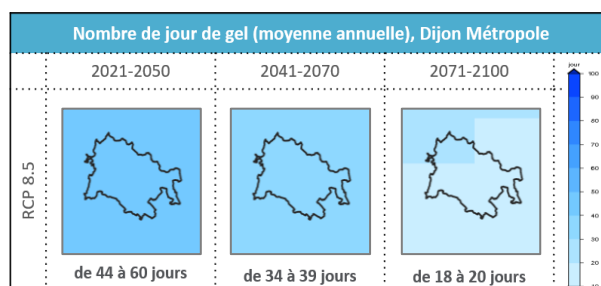 Nombre de jour de gel (moyenne annuelle), Dijon Métropole
2021-2050 2041-2070 2071-2100
jour
100
90
80
70
60
50
40
30
20
RCP 8.5
de 44 à 60 jours de 34 à 39 jours de 18 à 20 jours